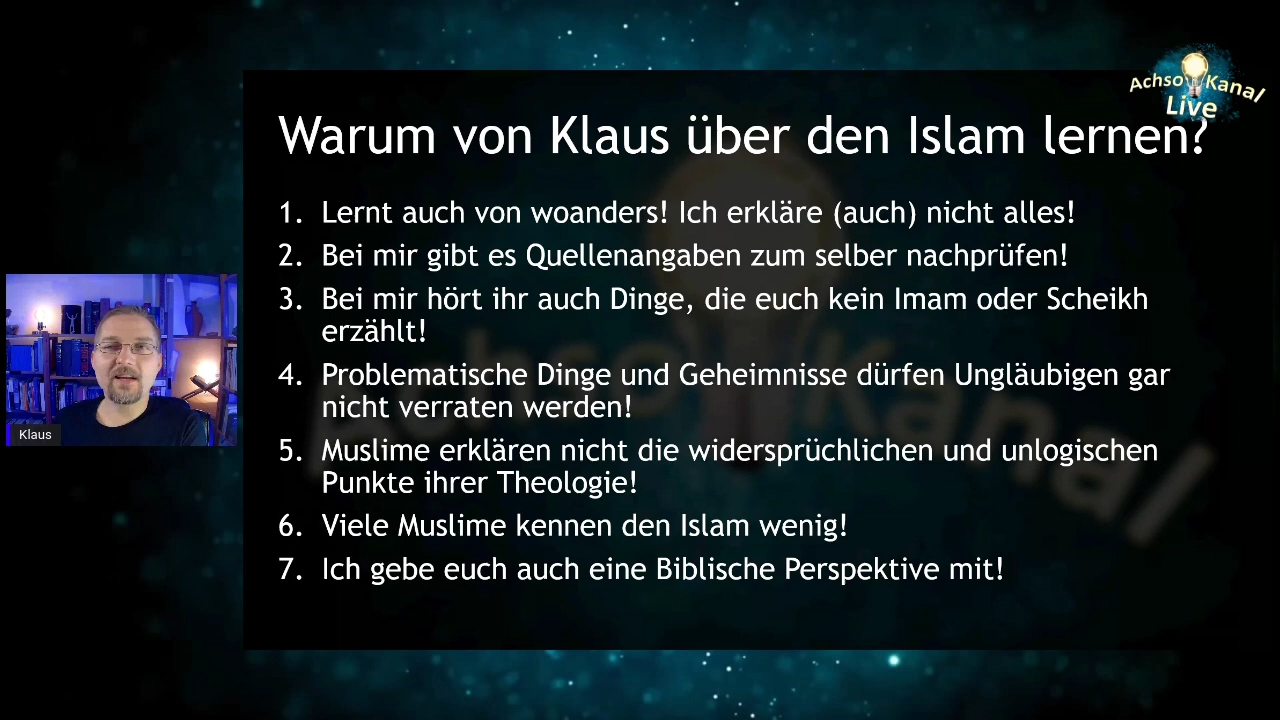 Achso Kanal
Live
Warum von Klaus über den Islam lernen?
1. Lernt auch von woanders! Ich erkläre (auch) nicht alles!
2. Bei mir gibt es Quellenangaben zum selber nachprüfen!
3. Bei mir hört ihr auch Dinge, die euch kein Imam oder Scheikh
erzählt!
4. Problematische Dinge und Geheimnisse dürfen Ungläubigen gar
nicht verraten werden!
5. Muslime erklären nicht die widersprüchlichen und unlogischen
Punkte ihrer Theologie!
6. Viele Muslime kennen den Islam wenig!
7. Ich gebe euch auch eine Biblische Perspektive mit!
Klaus
Achso Kanal